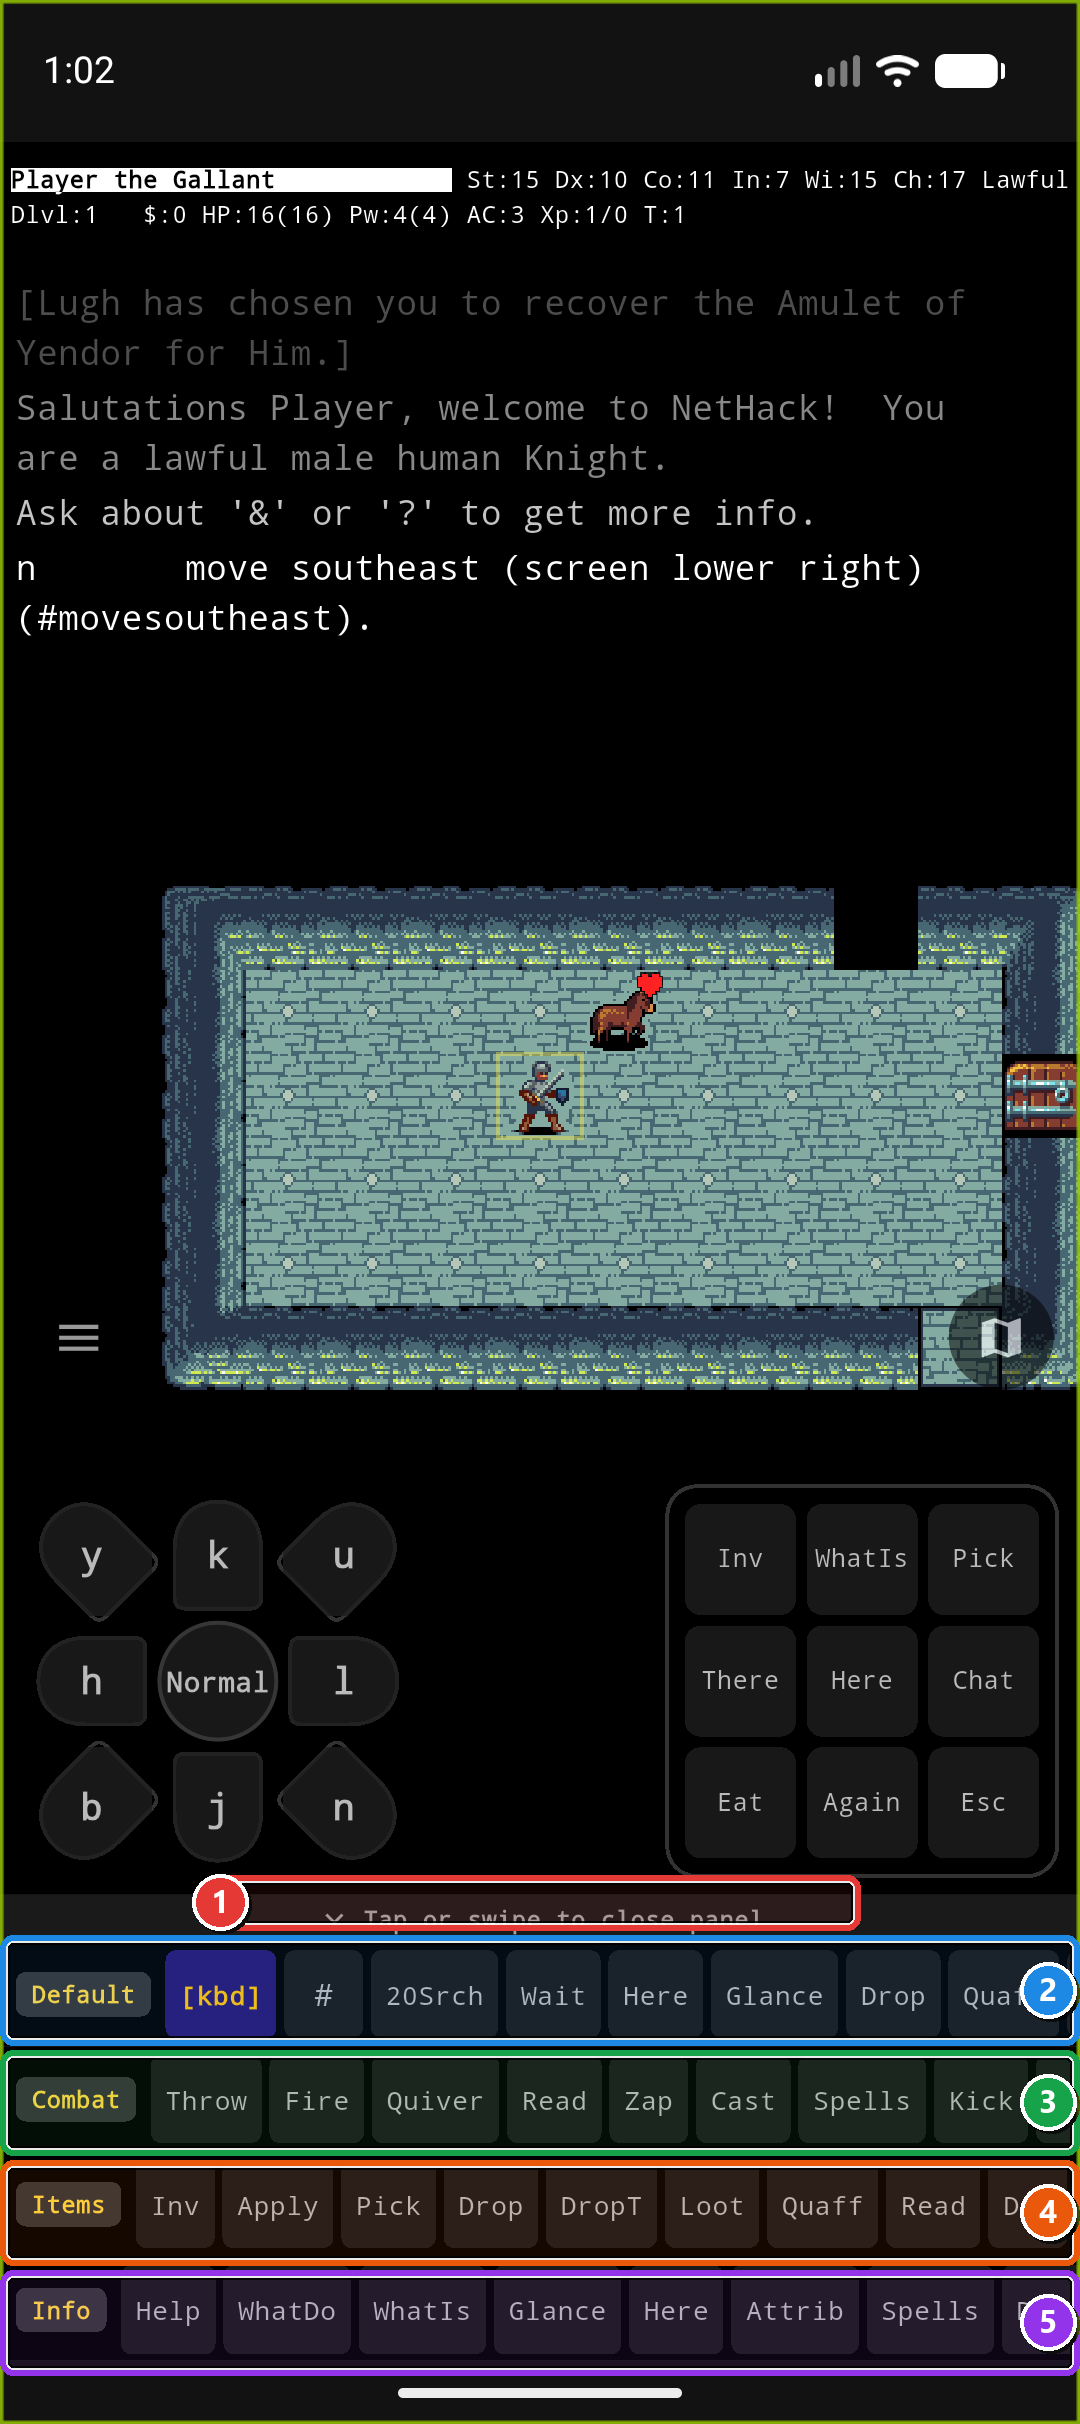 1:02
Player the Gallant St:15 Dx:10 Co:11 In:7 Wi:15 Ch:17 Lawful
Dlvl:1 $:0 HP:16(16) Pw:4(4) AC:3 Xp:1/0 T:1
[Lugh has chosen you to recover the Amulet of
Yendor for Him.]
Salutations Player, welcome to NetHack! You
are a lawful male human Knight.
Ask about '&' or '?' to get more info.
n move southeast (screen lower right)
(#movesoutheast).
y k u
h Normal l
b j n
Inv WhatIs Pick
There Here Chat
Eat Again Esc
1 Tap or swipe to close panel
Default [kbd] # 20Srch Wait Here Glance Drop 2
Combat Throw Fire Quiver Read Zap Cast Spells Kick 3
Items Inv Apply Pick Drop DropT Loot Quaff Read 4
Info Help WhatDo WhatIs Glance Here Attrib Spells 5